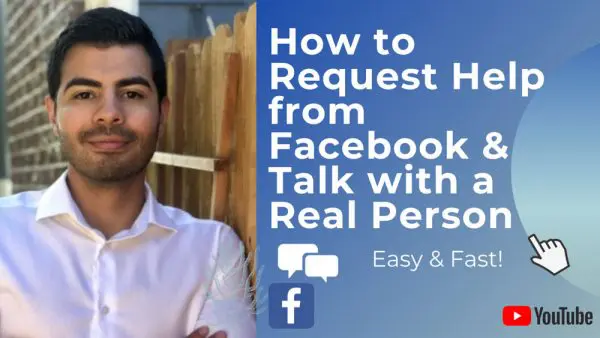 How to
Request Help
from
Facebook &
Talk with a
Real Person
Easy & Fast!
f
YouTube